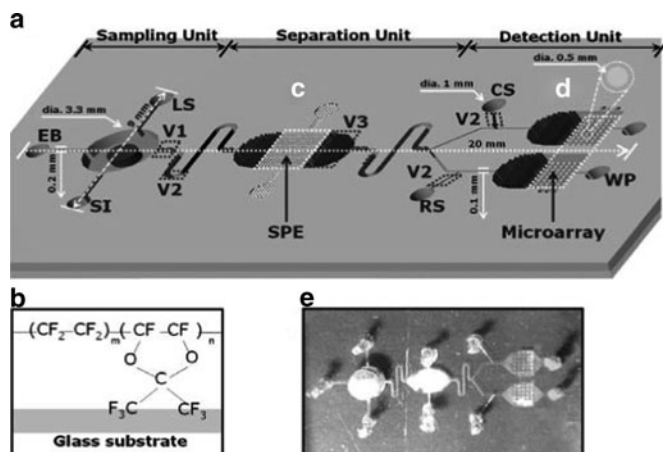 a
Sampling Unit
Separation Unit
Detection Unit
dia. 0.5 mm
dia. 3.3 mm
9 mm
LS
c
dia. 1 mm
CS
d
EB
V1
V3
V2
20 mm
0.2 mm
V2
V2
SI
RS
0.1 mm
WP
SPE
Microarray
b
e
(CF2 CF2)m(CF CF)n
O O
C
F3C CF3
Glass substrate